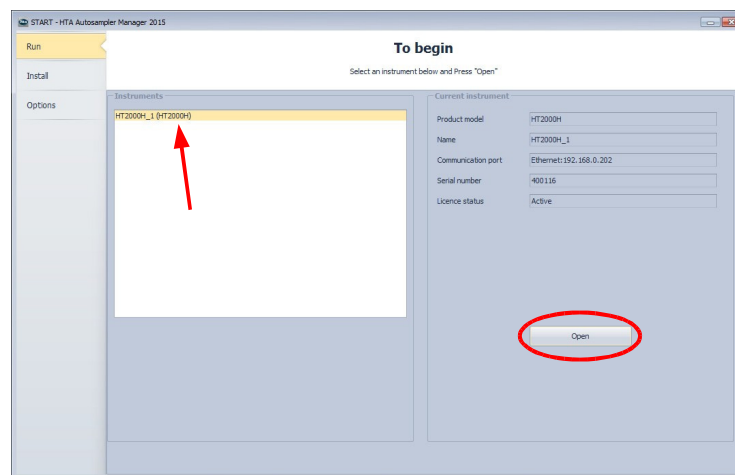 START - HTA Autosampler Manager 2015
Run
To begin
Select an instrument below and Press "Open"
Install
Options
Instruments
HT2000H_1 (HT2000H)
Current instrument
Product model HT2000H
Name HT2000H_1
Communication port Ethernet:192.168.0.202
Serial number 400116
Licence status Active
Open